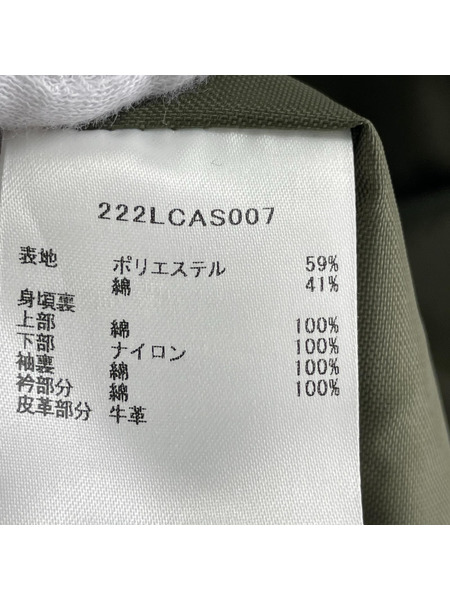 222LCAS007
表地 ポリエステル 59%
綿 41%
身頃裏
上部 綿 100%
下部 ナイロン 100%
袖裏 綿 100%
衿部分 綿 100%
皮革部分 牛革